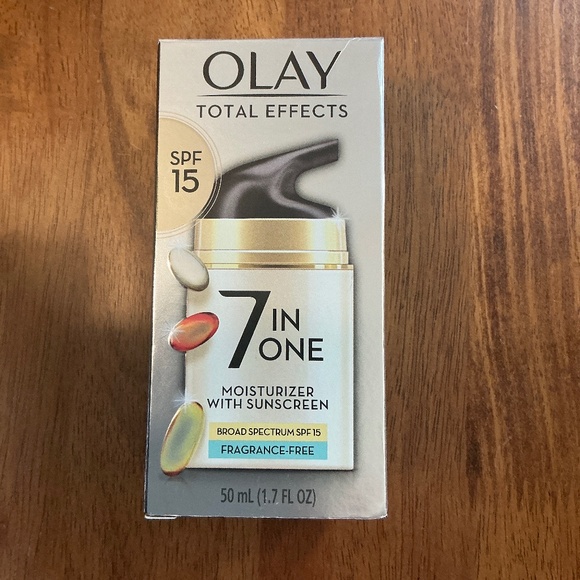 OLAY
TOTAL EFFECTS
SPF
15
7 IN
ONE
MOISTURIZER
WITH SUNSCREEN
BROAD SPECTRUM SPF 15
FRAGRANCE-FREE
50 mL (1.7 FL OZ)